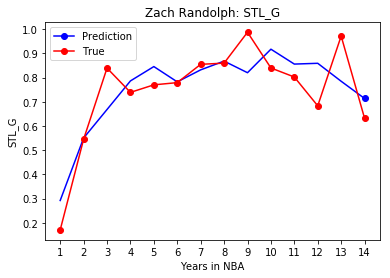 Zach Randolph: STL_G
Prediction
True
1.0
0.9
0.8
0.7
0.6
0.5
0.4
0.3
0.2
STL_G
1 2 3 4 5 6 7 8 9 10 11 12 13 14
Years in NBA